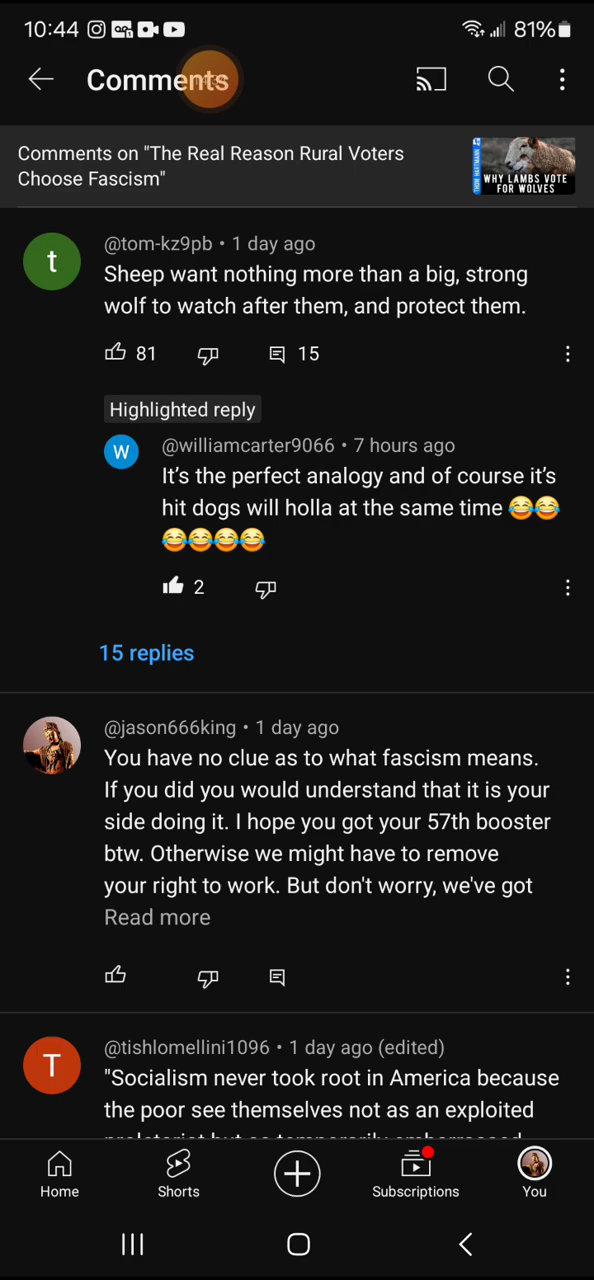 10:44
81%
Comments
Comments on "The Real Reason Rural Voters
Choose Fascism"
THOM HARTMANN
WHY LAMBS VOTE
FOR WOLVES
t
@tom-kz9pb • 1 day ago
Sheep want nothing more than a big, strong
wolf to watch after them, and protect them.
81
15
Highlighted reply
W
@williamcarter9066 • 7 hours ago
It's the perfect analogy and of course it's
hit dogs will holla at the same time 😂😂
😂😂😂😂
2
15 replies
@jason666king • 1 day ago
You have no clue as to what fascism means.
If you did you would understand that it is your
side doing it. I hope you got your 57th booster
btw. Otherwise we might have to remove
your right to work. But don't worry, we've got
Read more
T
@tishlomellini1096 • 1 day ago (edited)
"Socialism never took root in America because
the poor see themselves not as an exploited
proletariat but as temporarily embarrassed
Home
Shorts
Subscriptions
You